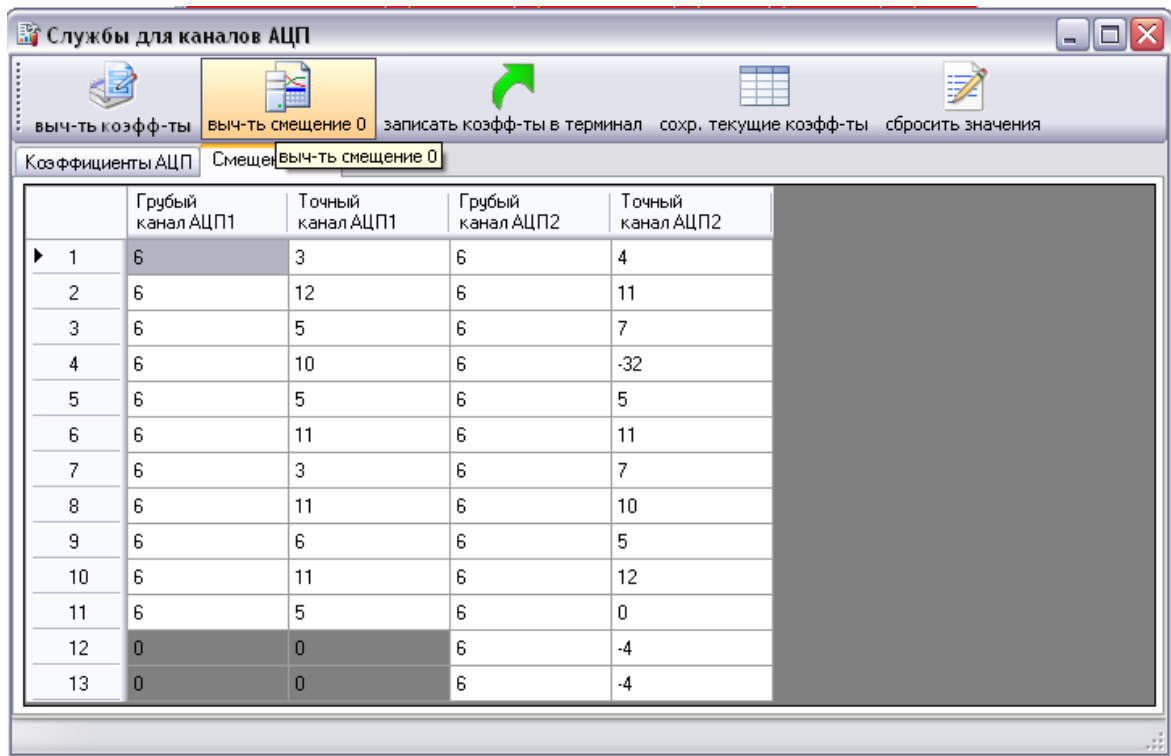 Службы для каналов АЦП
выч-ть коэфф-ты выч-ть смещение 0 записать коэфф-ты в терминал сохр. текущие коэфф-ты сбросить значения
Коэффициенты АЦП выч-ть смещение 0
Грубый канал АЦП1 Точный канал АЦП1 Грубый канал АЦП2 Точный канал АЦП2
1 6 3 6 4
2 6 12 6 11
3 6 5 6 7
4 6 10 6 -32
5 6 5 6 5
6 6 11 6 11
7 6 3 6 7
8 6 11 6 10
9 6 6 6 5
10 6 11 6 12
11 6 5 6 0
12 0 0 6 -4
13 0 0 6 -4